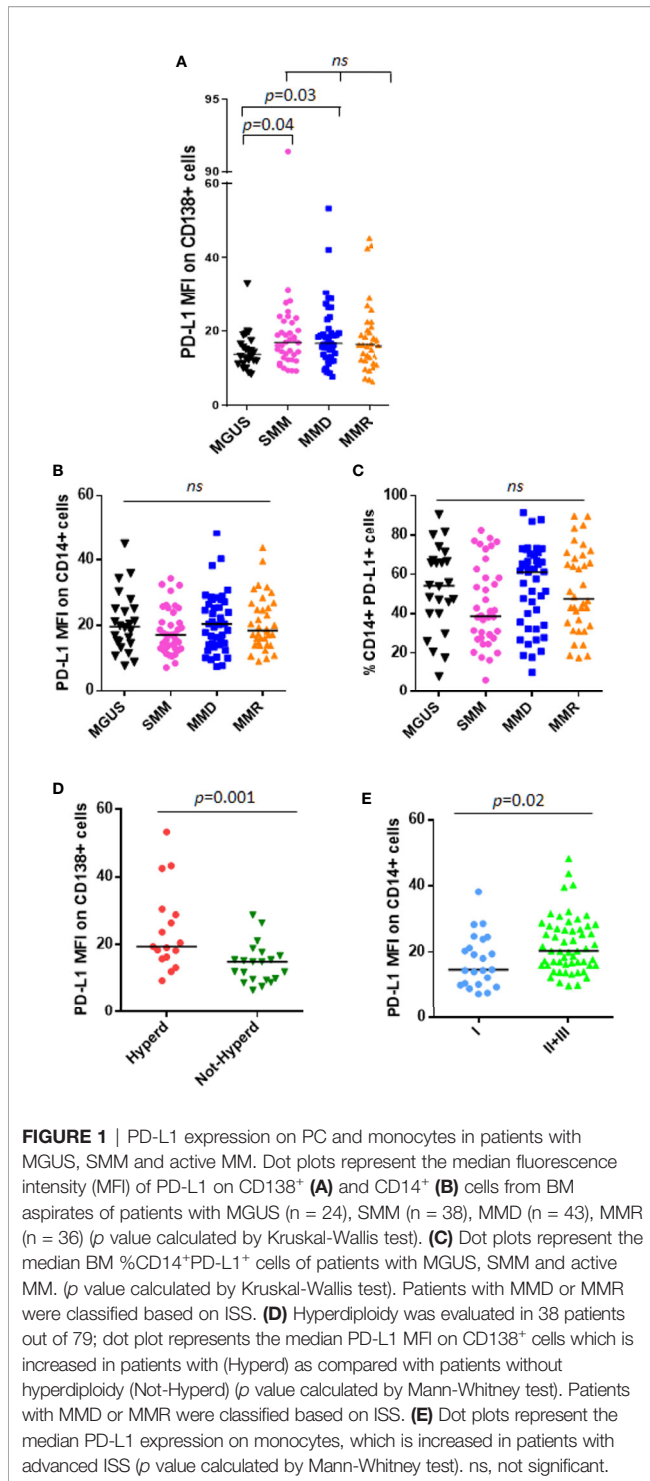 A
ns
p=0.03
p=0.04
PD-L1 MFI on CD138+ cells
95
90
60
40
20
0
MGUS
SMM
MMD
MMR
B
ns
PD-L1 MFI on CD14+ cells
60
40
20
0
MGUS
SMM
MMD
MMR
C
ns
% CD14+ PD-L1+ cells
100
80
60
40
20
0
MGUS
SMM
MMD
MMR
D
p=0.001
PD-L1 MFI on CD138+ cells
60
40
20
0
Hyperd
Not-Hyperd
E
p=0.02
PD-L1 MFI on CD14+ cells
60
40
20
0
I
II+III
FIGURE 1 | PD-L1 expression on PC and monocytes in patients with
MGUS, SMM and active MM. Dot plots represent the median fluorescence
intensity (MFI) of PD-L1 on CD138⁺ (A) and CD14⁺ (B) cells from BM
aspirates of patients with MGUS (n = 24), SMM (n = 38), MMD (n = 43), MMR
(n = 36) (p value calculated by Kruskal-Wallis test). (C) Dot plots represent the
median BM %CD14⁺PD-L1⁺ cells of patients with MGUS, SMM and active
MM. (p value calculated by Kruskal-Wallis test). Patients with MMD or MMR
were classified based on ISS. (D) Hyperdiploidy was evaluated in 38 patients
out of 79; dot plot represents the median PD-L1 MFI on CD138⁺ cells which is
increased in patients with (Hyperd) as compared with patients without
hyperdiploidy (Not-Hyperd) (p value calculated by Mann-Whitney test). Patients
with MMD or MMR were classified based on ISS. (E) Dot plots represent the
median PD-L1 expression on monocytes, which is increased in patients with
advanced ISS (p value calculated by Mann-Whitney test). ns, not significant.